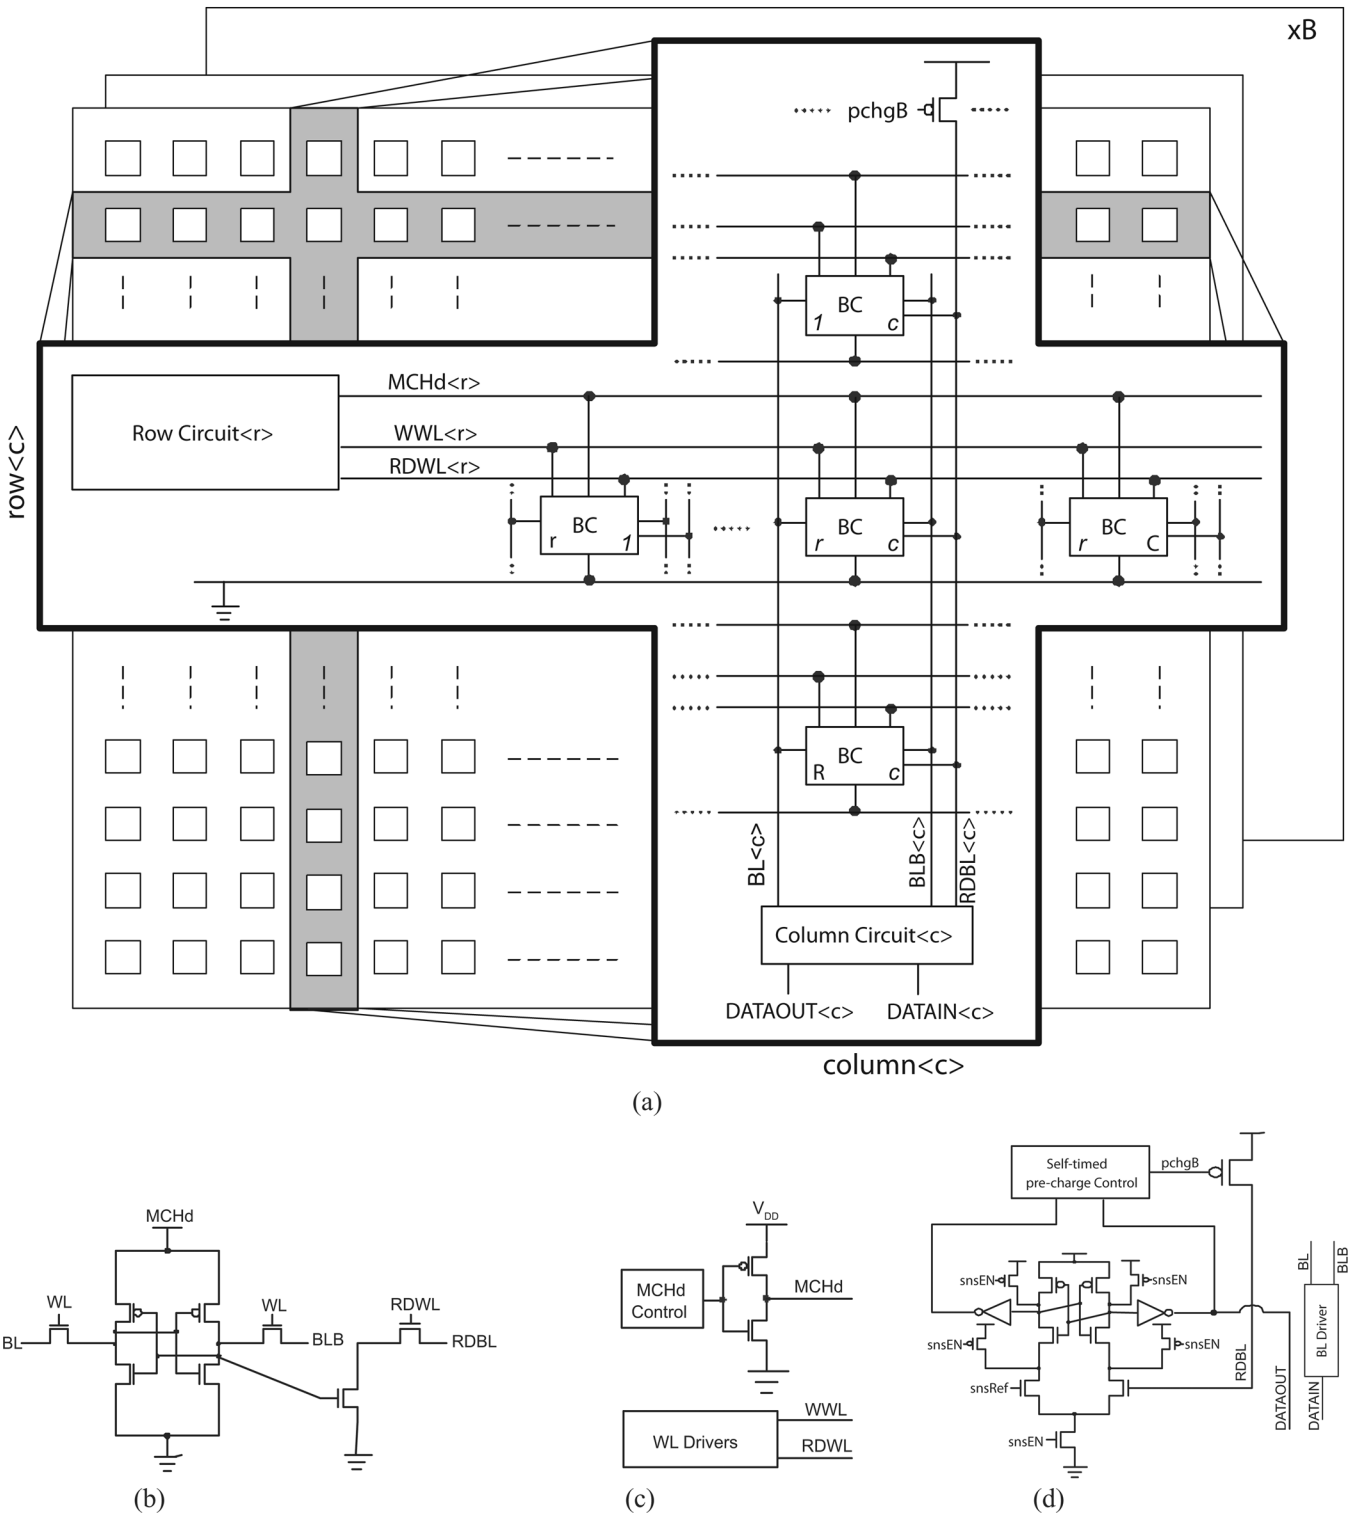 xB
pchgB
BC
1 c
MCHd<r>
Row Circuit<r>
WWL<r>
RDWL<r>
row<c>
BC
r 1
BC
r c
BC
r C
BC
R c
BL<c>
BLB<c>
RDBL<c>
Column Circuit<c>
DATAOUT<c>
DATAIN<c>
column<c>
(a)
MCHd
WL
BL
WL
BLB
RDWL
RDBL
(b)
VDD
MCHd
Control
MCHd
WL Drivers
WWL
RDWL
(c)
Self-timed
pre-charge Control
pchgB
snsEN
snsEN
snsEN
snsEN
snsRef
snsEN
RDBL
DATAOUT
BL
BLB
BL Driver
DATAIN
(d)